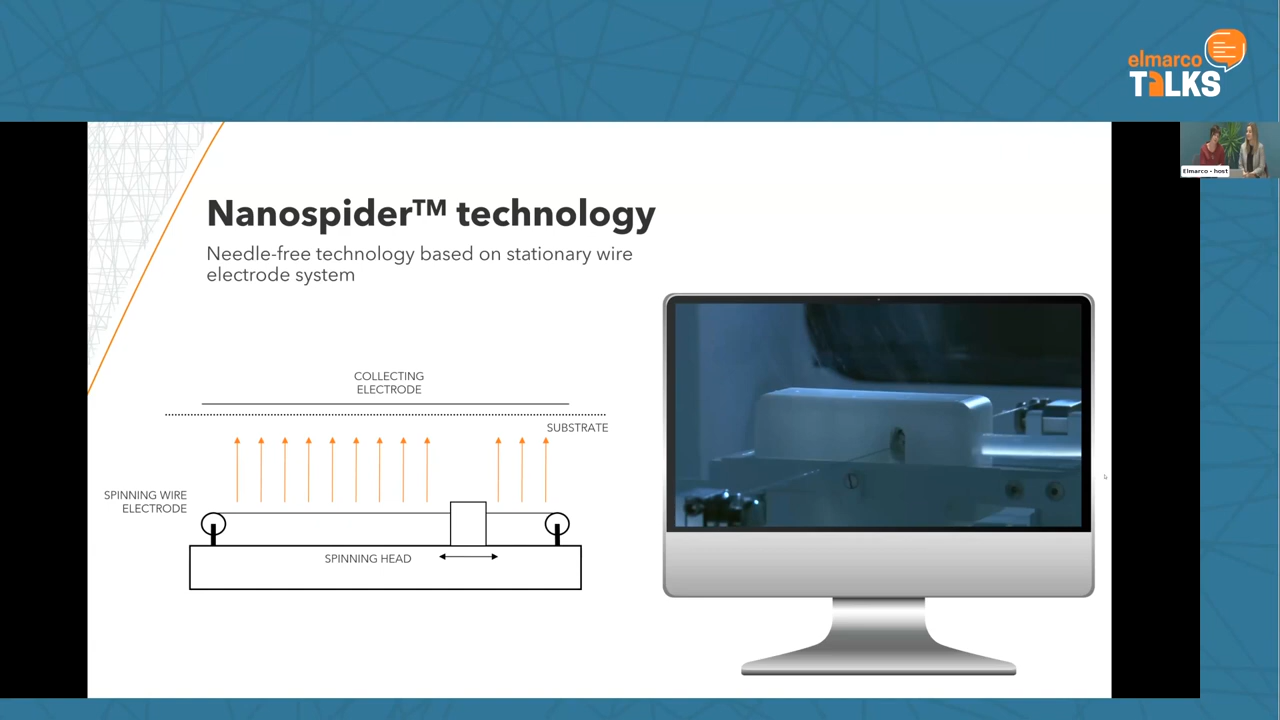 elmarco
TALKS
Elmarco - host
Nanospider™ technology
Needle-free technology based on stationary wire
electrode system
COLLECTING
ELECTRODE
SUBSTRATE
SPINNING WIRE
ELECTRODE
SPINNING HEAD